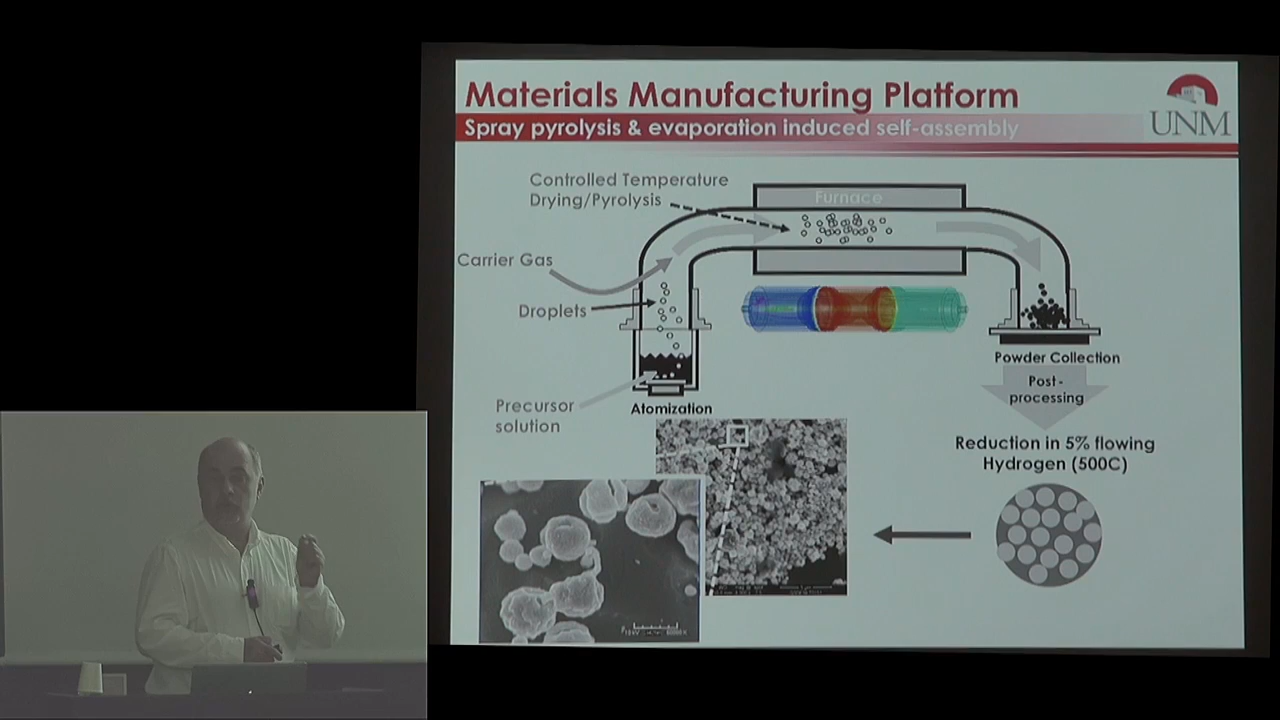 Materials Manufacturing Platform
Spray pyrolysis & evaporation induced self-assembly
UNM
Controlled Temperature
Drying/Pyrolysis
Furnace
Carrier Gas
Droplets
Precursor
solution
Atomization
Powder Collection
Post-
processing
Reduction in 5% flowing
Hydrogen (500C)